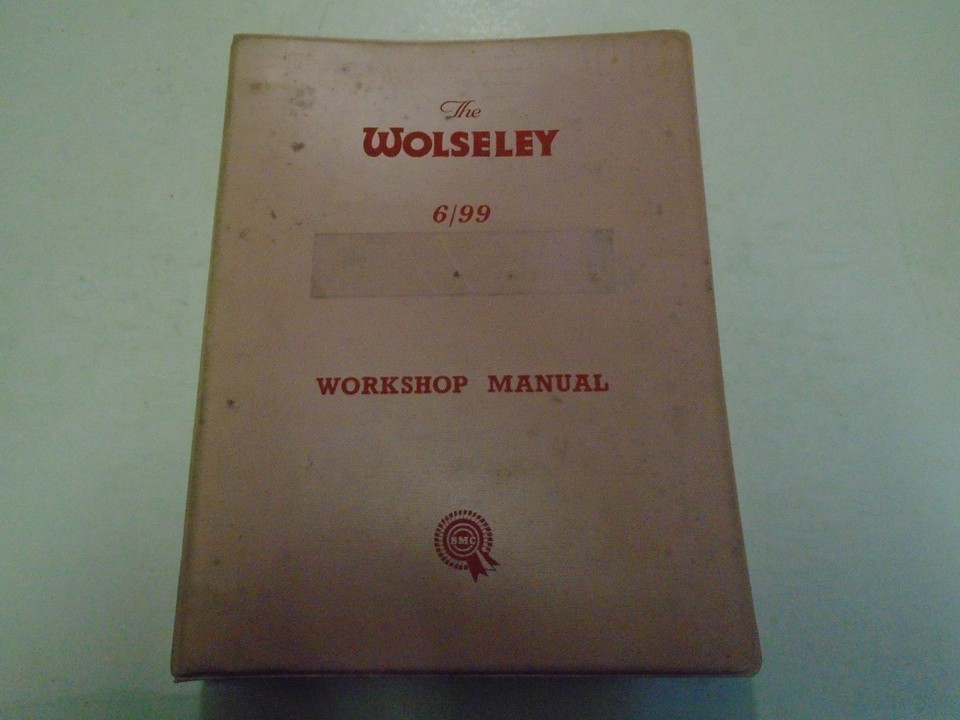 The
WOLSELEY
6/99
WORKSHOP MANUAL
BMC